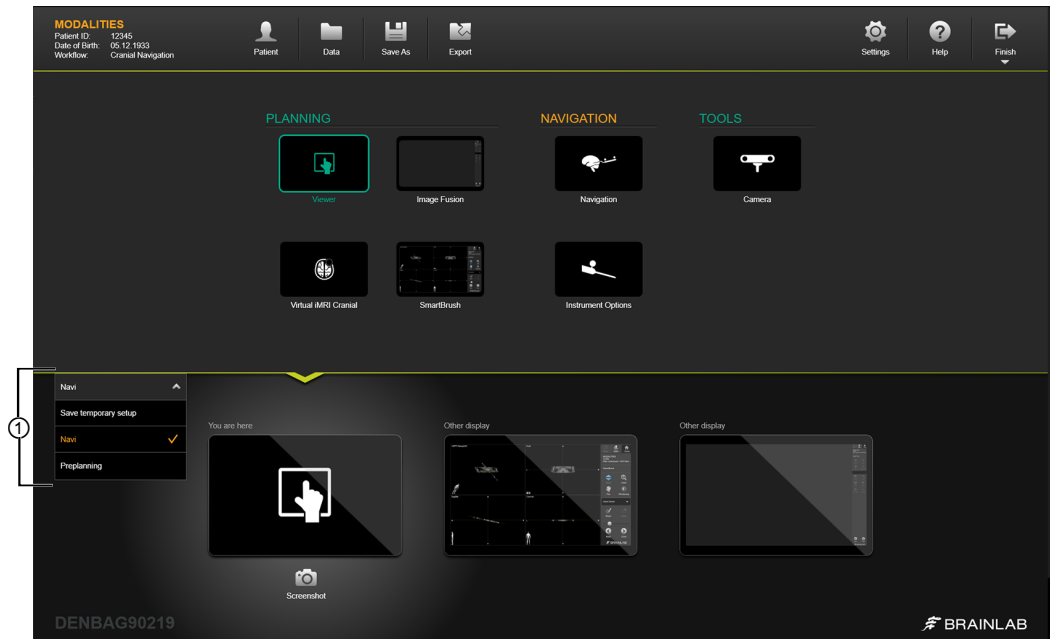 MODALITIES
Patient ID: 12345
Date of Birth: 05.12.1933
Workflow: Cranial Navigation
Patient
Data
Save As
Export
Settings
?
Help
Finish
PLANNING
NAVIGATION
TOOLS
Viewer
Image Fusion
Navigation
Camera
Virtual iMRI Cranial
SmartBrush
Instrument Options
1
Navi
Save temporary setup
Navi
Preplanning
You are here
Other display
Other display
BRAINLAB
Screenshot
DENBAG90219
BRAINLAB